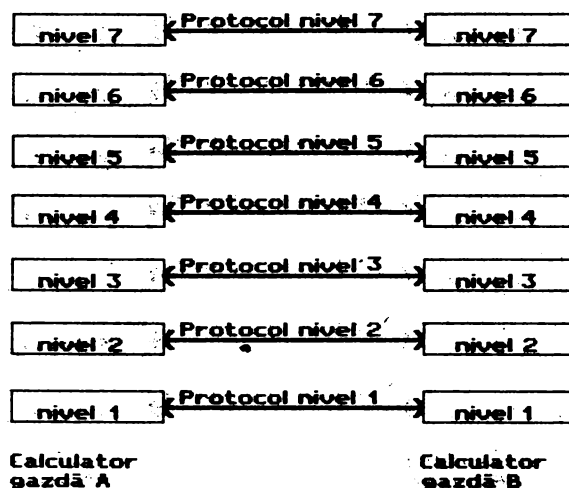 nivel 7 Protocol nivel 7 nivel 7
nivel 6 Protocol nivel 6 nivel 6
nivel 5 Protocol nivel 5 nivel 5
nivel 4 Protocol nivel 4 nivel 4
nivel 3 Protocol nivel 3 nivel 3
nivel 2 Protocol nivel 2 nivel 2
nivel 1 Protocol nivel 1 nivel 1
Calculator Calculator
gazdă A gazdă B